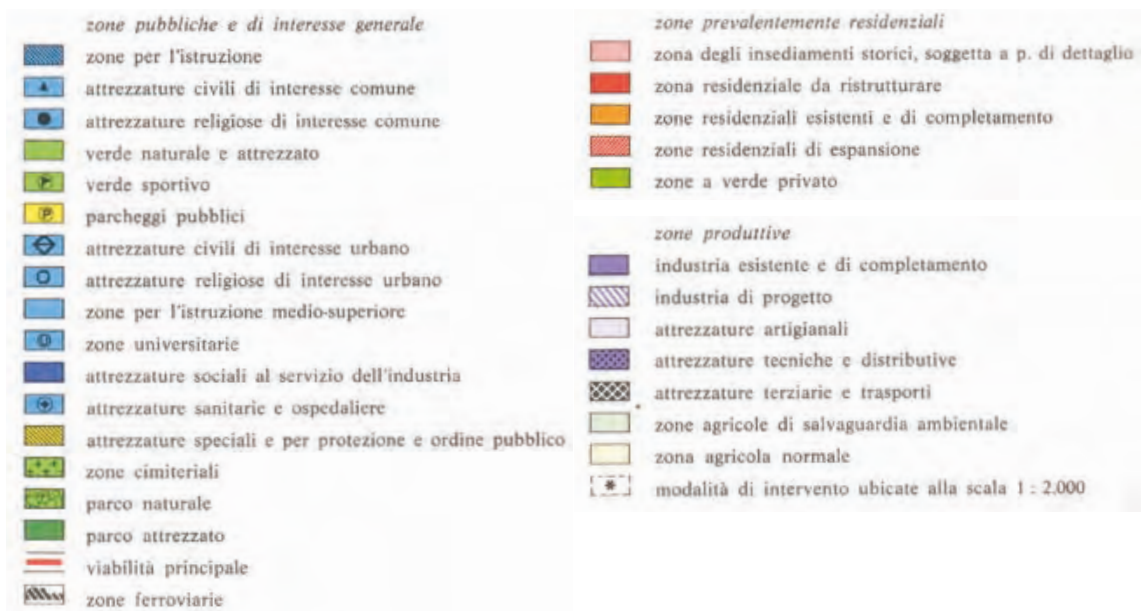 zone pubbliche e di interesse generale
zone per l'istruzione
attrezzature civili di interesse comune
attrezzature religiose di interesse comune
verde naturale e attrezzato
verde sportivo
P
parcheggi pubblici
attrezzature civili di interesse urbano
attrezzature religiose di interesse urbano
zone per l'istruzione medio-superiore
zone universitarie
attrezzature sociali al servizio dell'industria
attrezzature sanitarie e ospedaliere
attrezzature speciali e per protezione e ordine pubblico
zone cimiteriali
parco naturale
parco attrezzato
viabilità principale
zone ferroviarie
zone prevalentemente residenziali
zona degli insediamenti storici, soggetta a p. di dettaglio
zona residenziale da ristrutturare
zone residenziali esistenti e di completamento
zone residenziali di espansione
zone a verde privato
zone produttive
industria esistente e di completamento
industria di progetto
attrezzature artigianali
attrezzature tecniche e distributive
attrezzature terziarie e trasporti
zone agricole di salvaguardia ambientale
zona agricola normale
* modalità di intervento ubicate alla scala 1 : 2.000